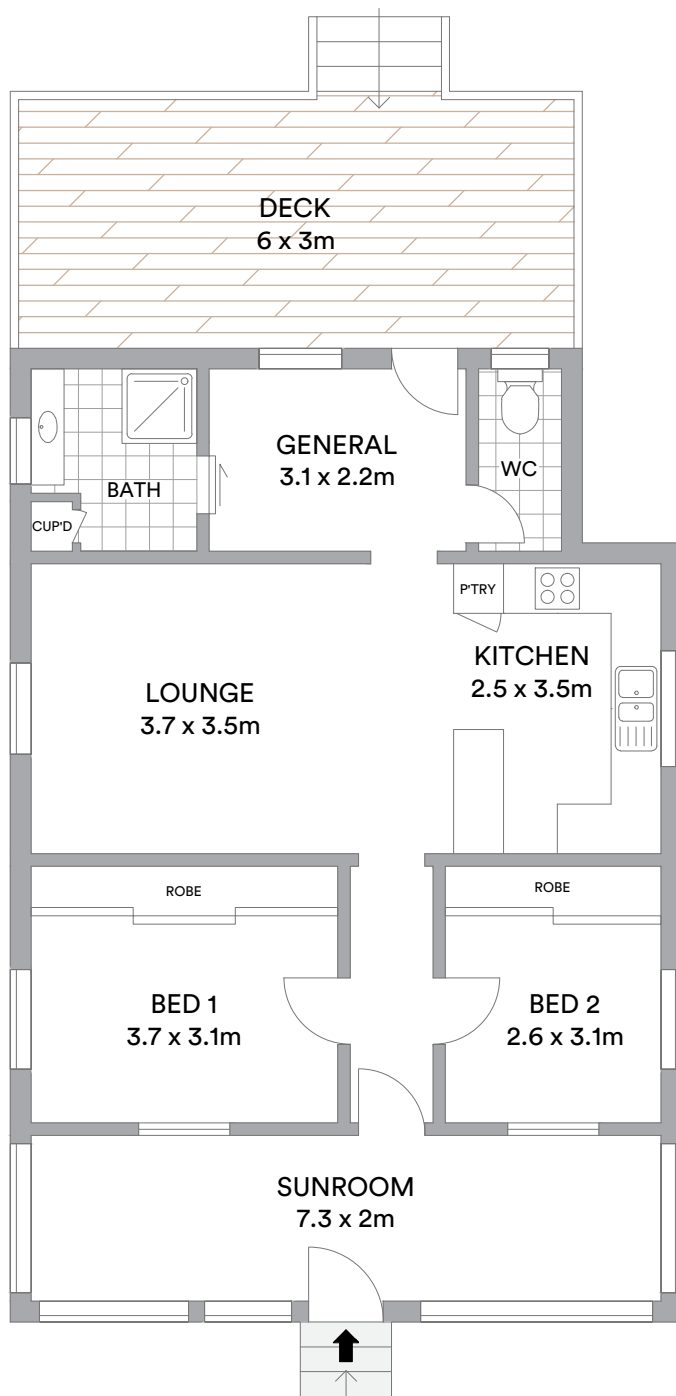 DECK
6 x 3m
GENERAL
3.1 x 2.2m
WC
BATH
CUP'D
P'TRY
KITCHEN
2.5 x 3.5m
LOUNGE
3.7 x 3.5m
ROBE
ROBE
BED 1
3.7 x 3.1m
BED 2
2.6 x 3.1m
SUNROOM
7.3 x 2m